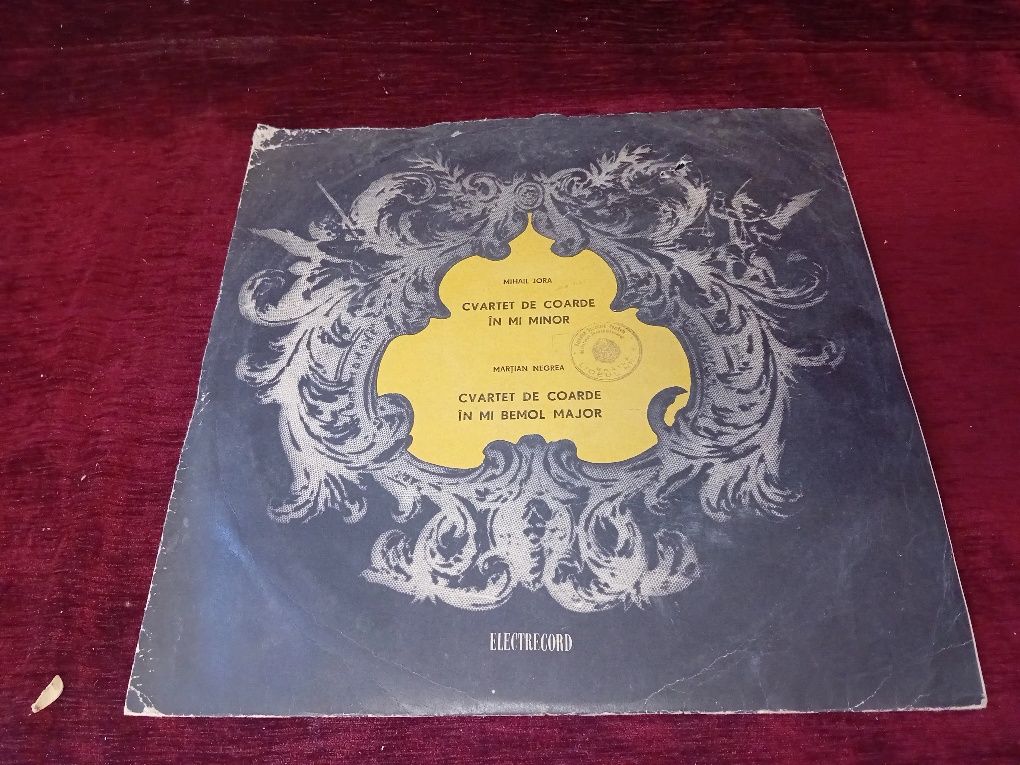 MIHAIL JORA
CVARTET DE COARDE
ÎN MI MINOR
MARȚIAN NEGREA
CVARTET DE COARDE
ÎN MI BEMOL MAJOR
ELECTRECORD